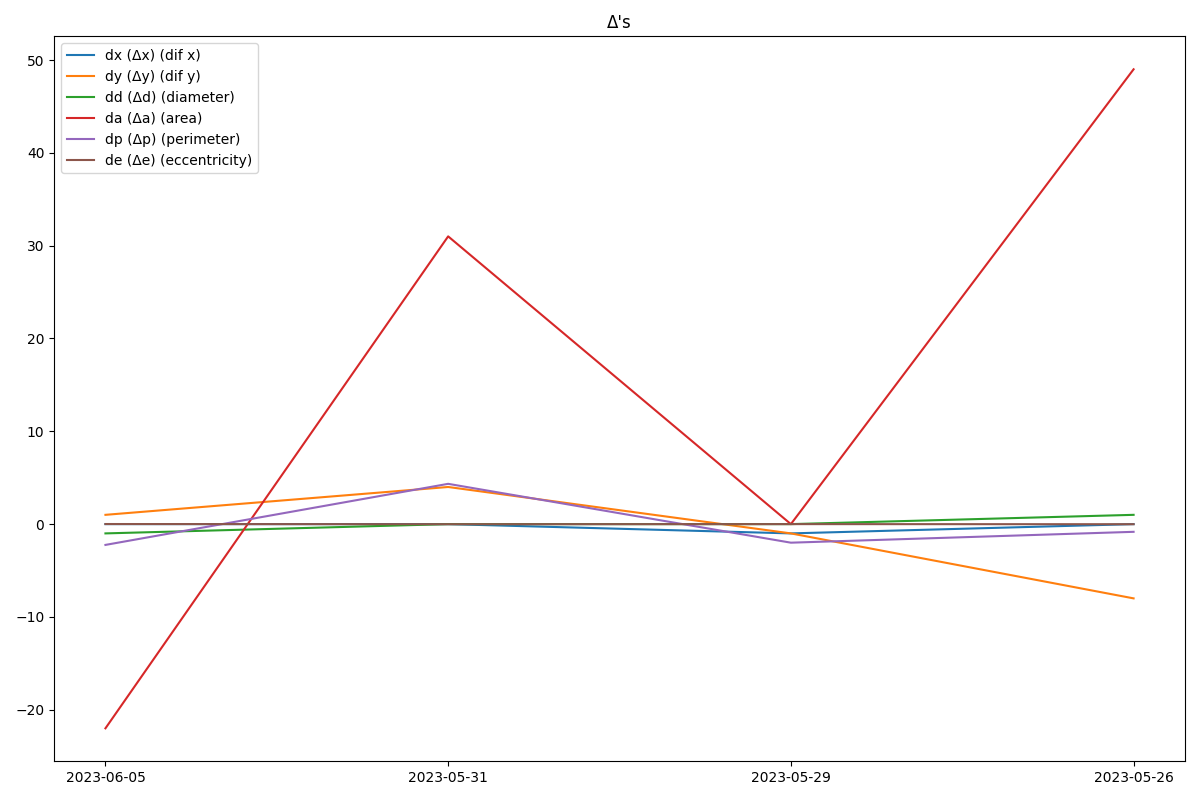 Δ's
dx (Δx) (dif x)
dy (Δy) (dif y)
dd (Δd) (diameter)
da (Δa) (area)
dp (Δp) (perimeter)
de (Δe) (eccentricity)
50
40
30
20
10
0
−10
−20
2023-06-05 2023-05-31 2023-05-29 2023-05-26